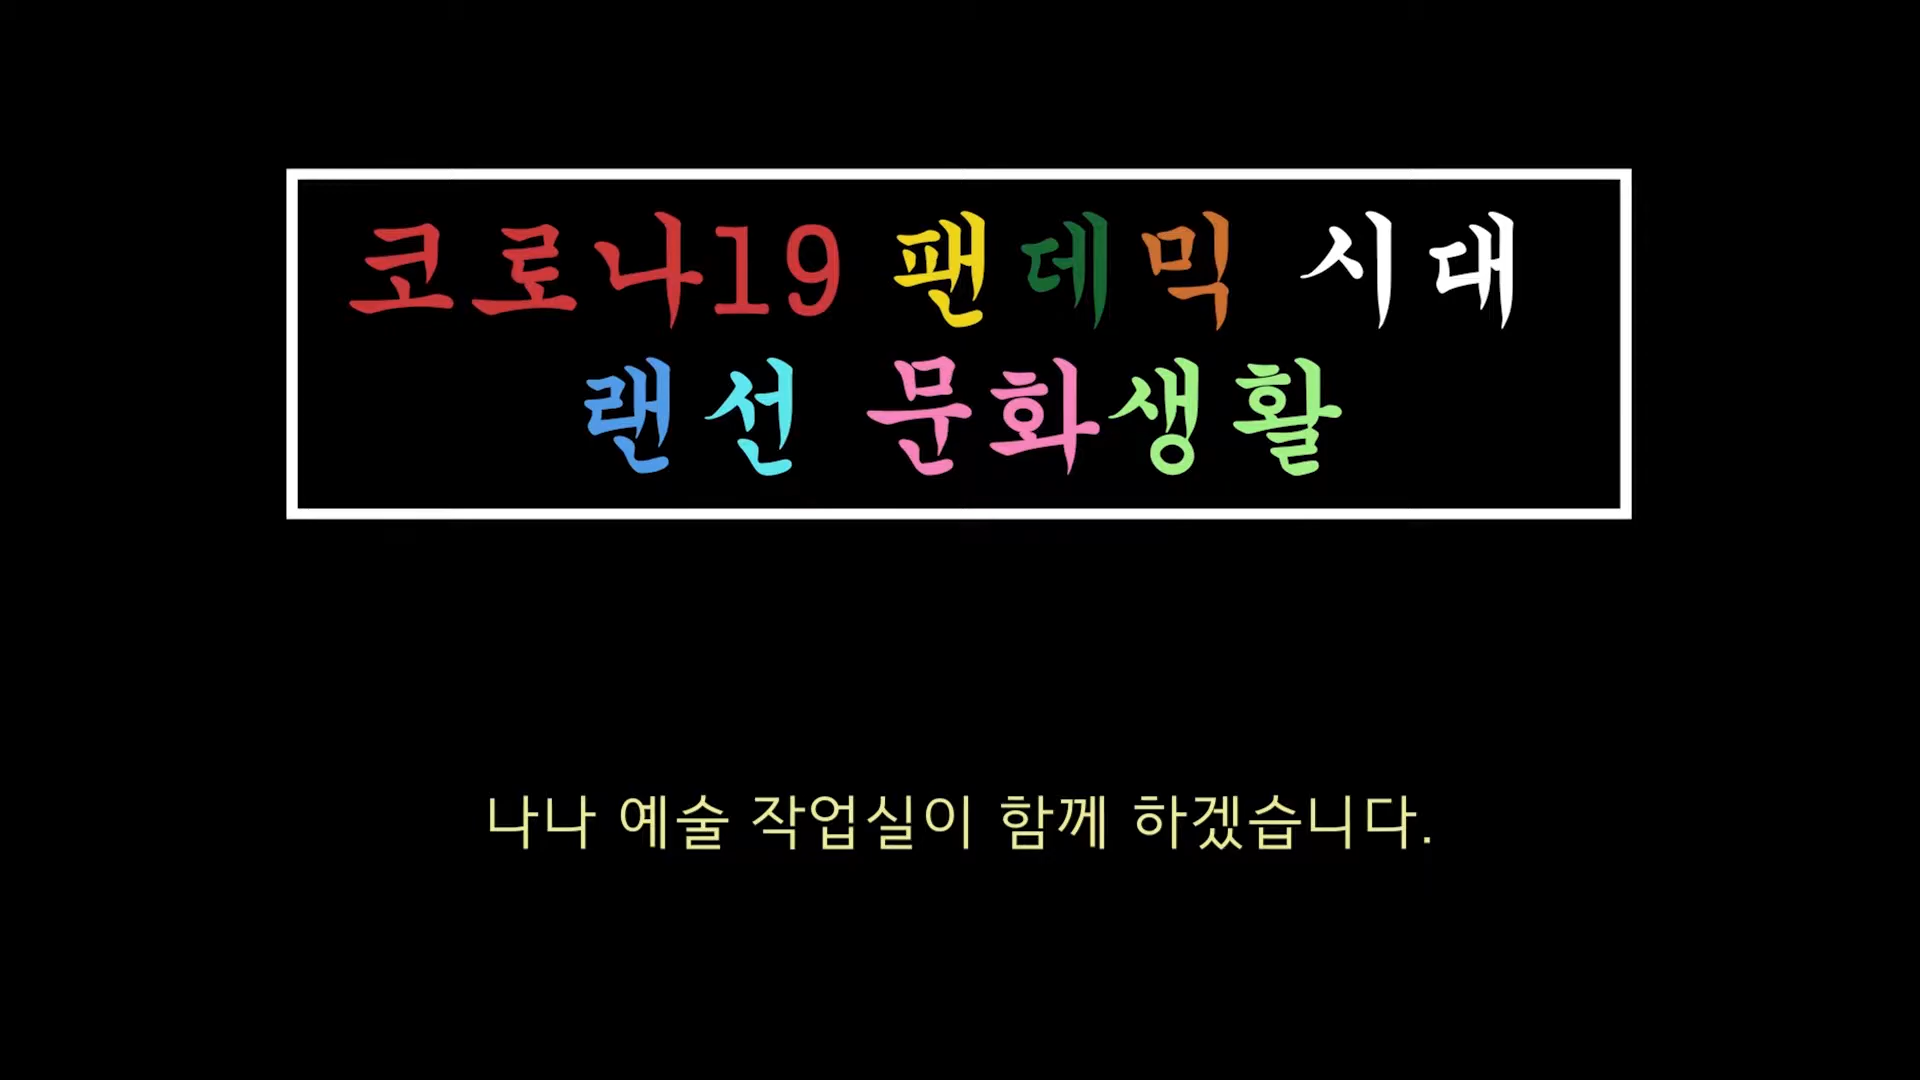 코로나19 팬데믹 시대
랜선 문화생활
나나 예술 작업실이 함께 하겠습니다.